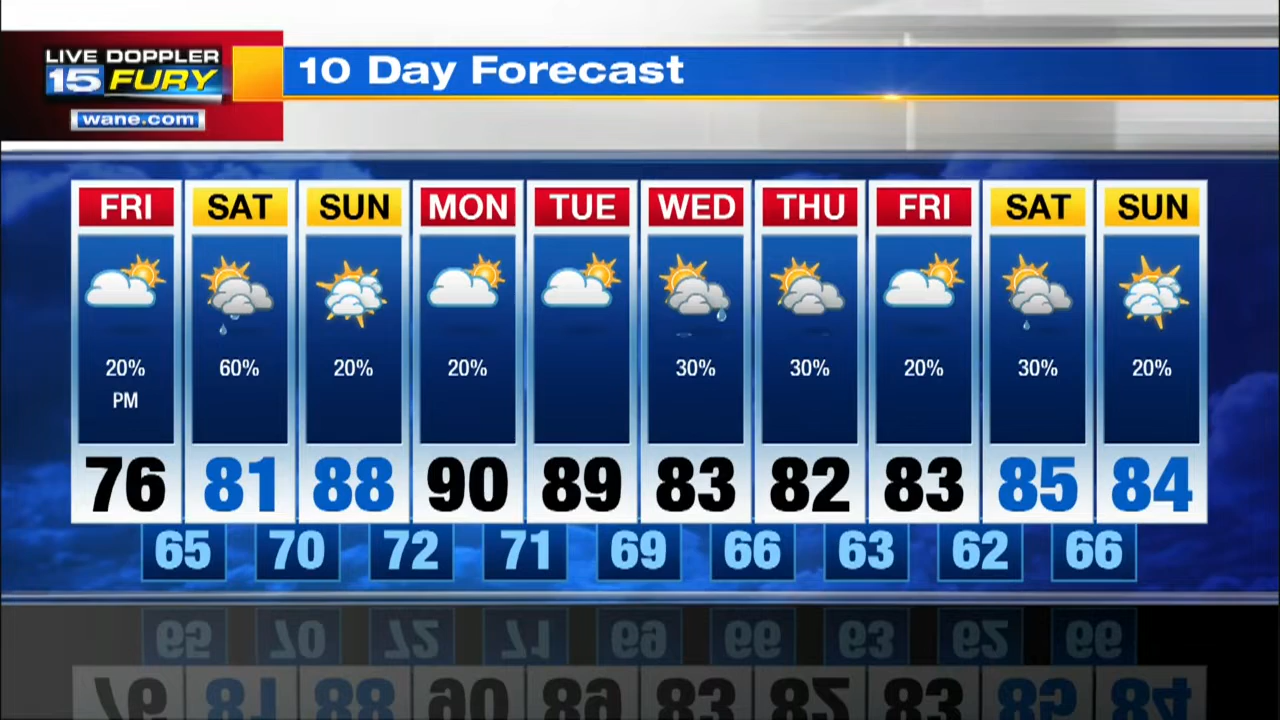 LIVE DOPPLER
15 FURY
wane.com
10 Day Forecast
FRI SAT SUN MON TUE WED THU FRI SAT SUN
20% 60% 20% 20% 30% 30% 20% 30% 20%
PM
76 81 88 90 89 83 82 83 85 84
65 70 72 71 69 66 63 62 66